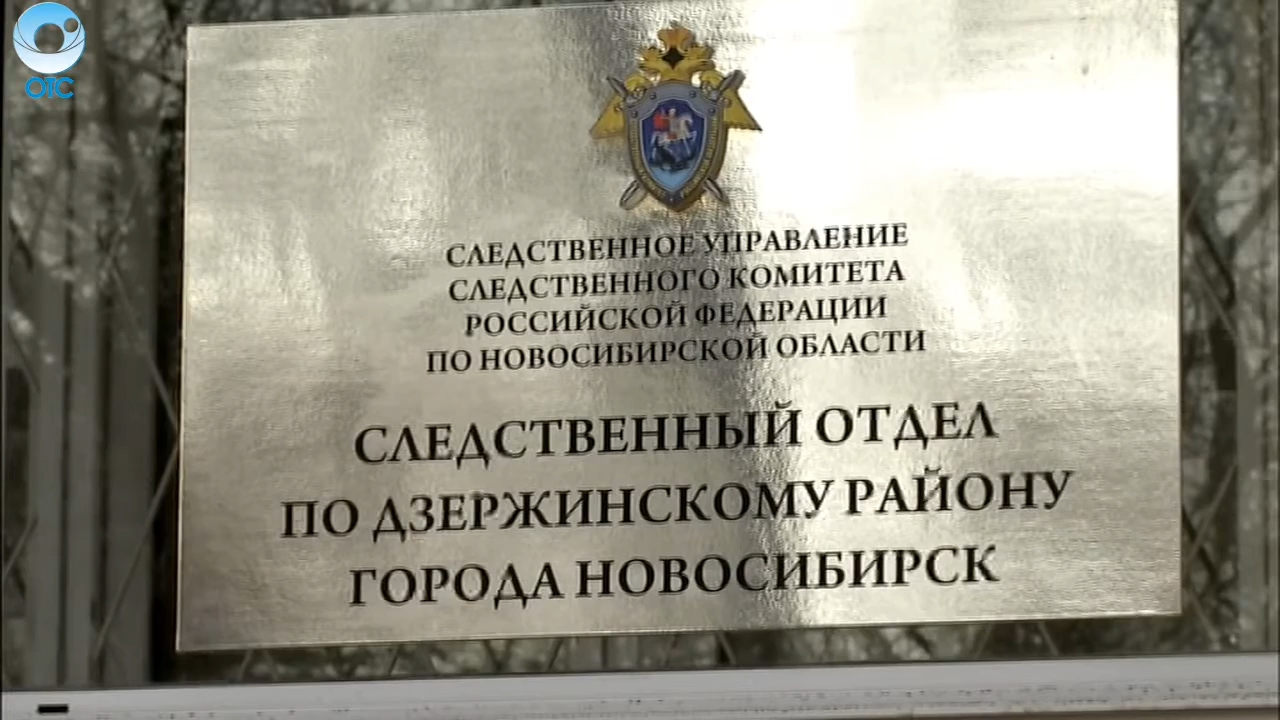 ОТС
СЛЕДСТВЕННОЕ УПРАВЛЕНИЕ
СЛЕДСТВЕННОГО КОМИТЕТА
РОССИЙСКОЙ ФЕДЕРАЦИИ
ПО НОВОСИБИРСКОЙ ОБЛАСТИ
СЛЕДСТВЕННЫЙ ОТДЕЛ
ПО ДЗЕРЖИНСКОМУ РАЙОНУ
ГОРОДА НОВОСИБИРСК